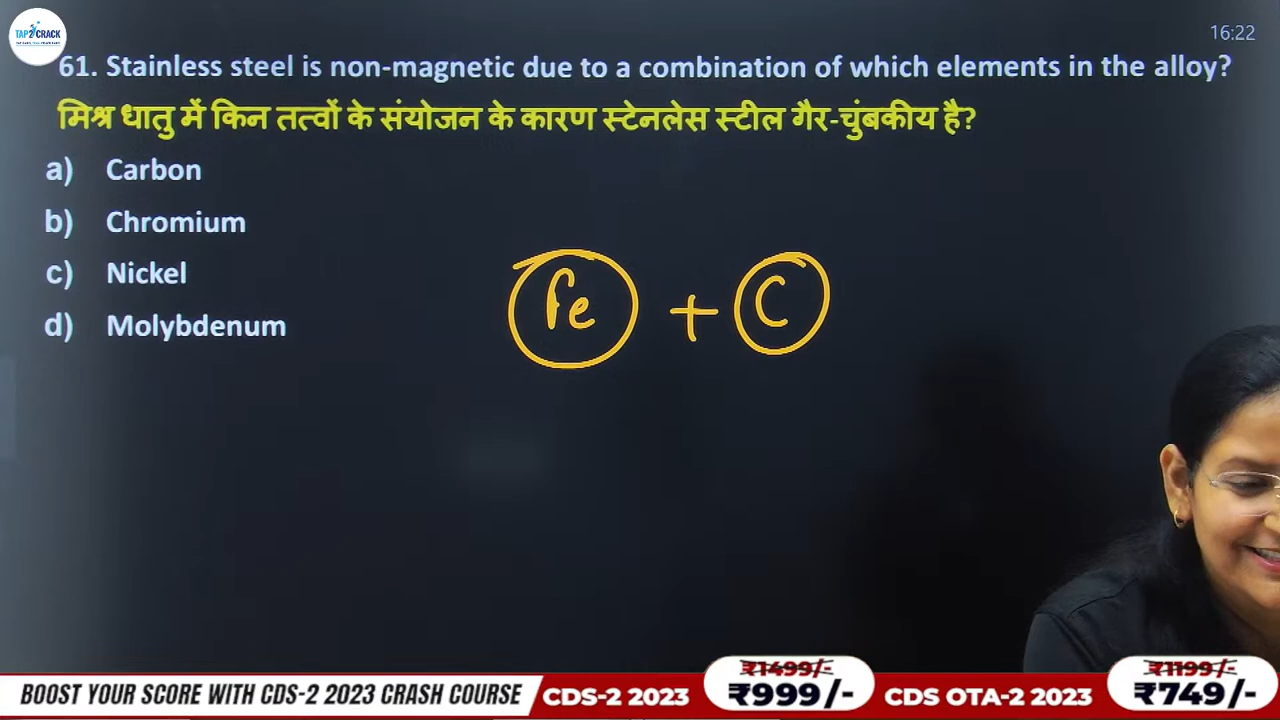 TAP2CRACK
16:22
61. Stainless steel is non-magnetic due to a combination of which elements in the alloy?
मिश्र धातु में किन तत्वों के संयोजन के कारण स्टेनलेस स्टील गैर-चुंबकीय है?
a) Carbon
b) Chromium
c) Nickel
d) Molybdenum
Fe + C
BOOST YOUR SCORE WITH CDS-2 2023 CRASH COURSE
CDS-2 2023
₹1499/-
₹999/-
CDS OTA-2 2023
₹1199/-
₹749/-